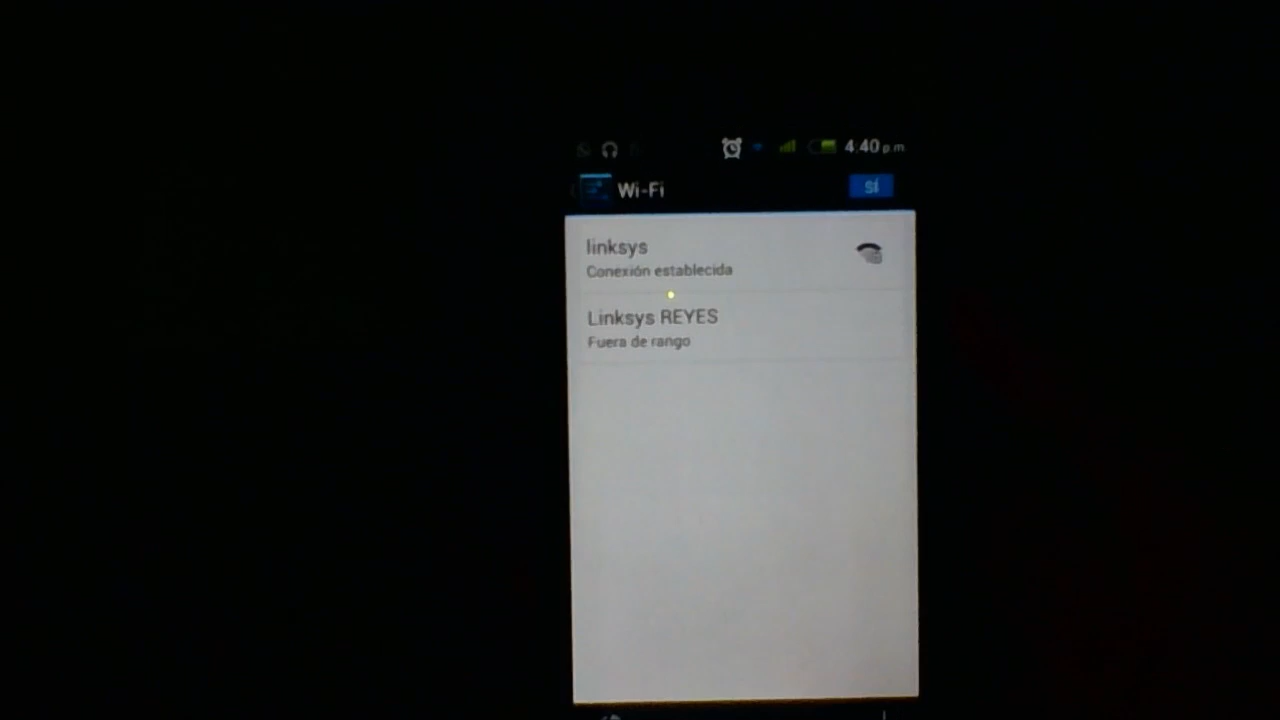 4:40 p.m.
Wi-Fi
SÍ
linksys
Conexión establecida
Linksys REYES
Fuera de rango